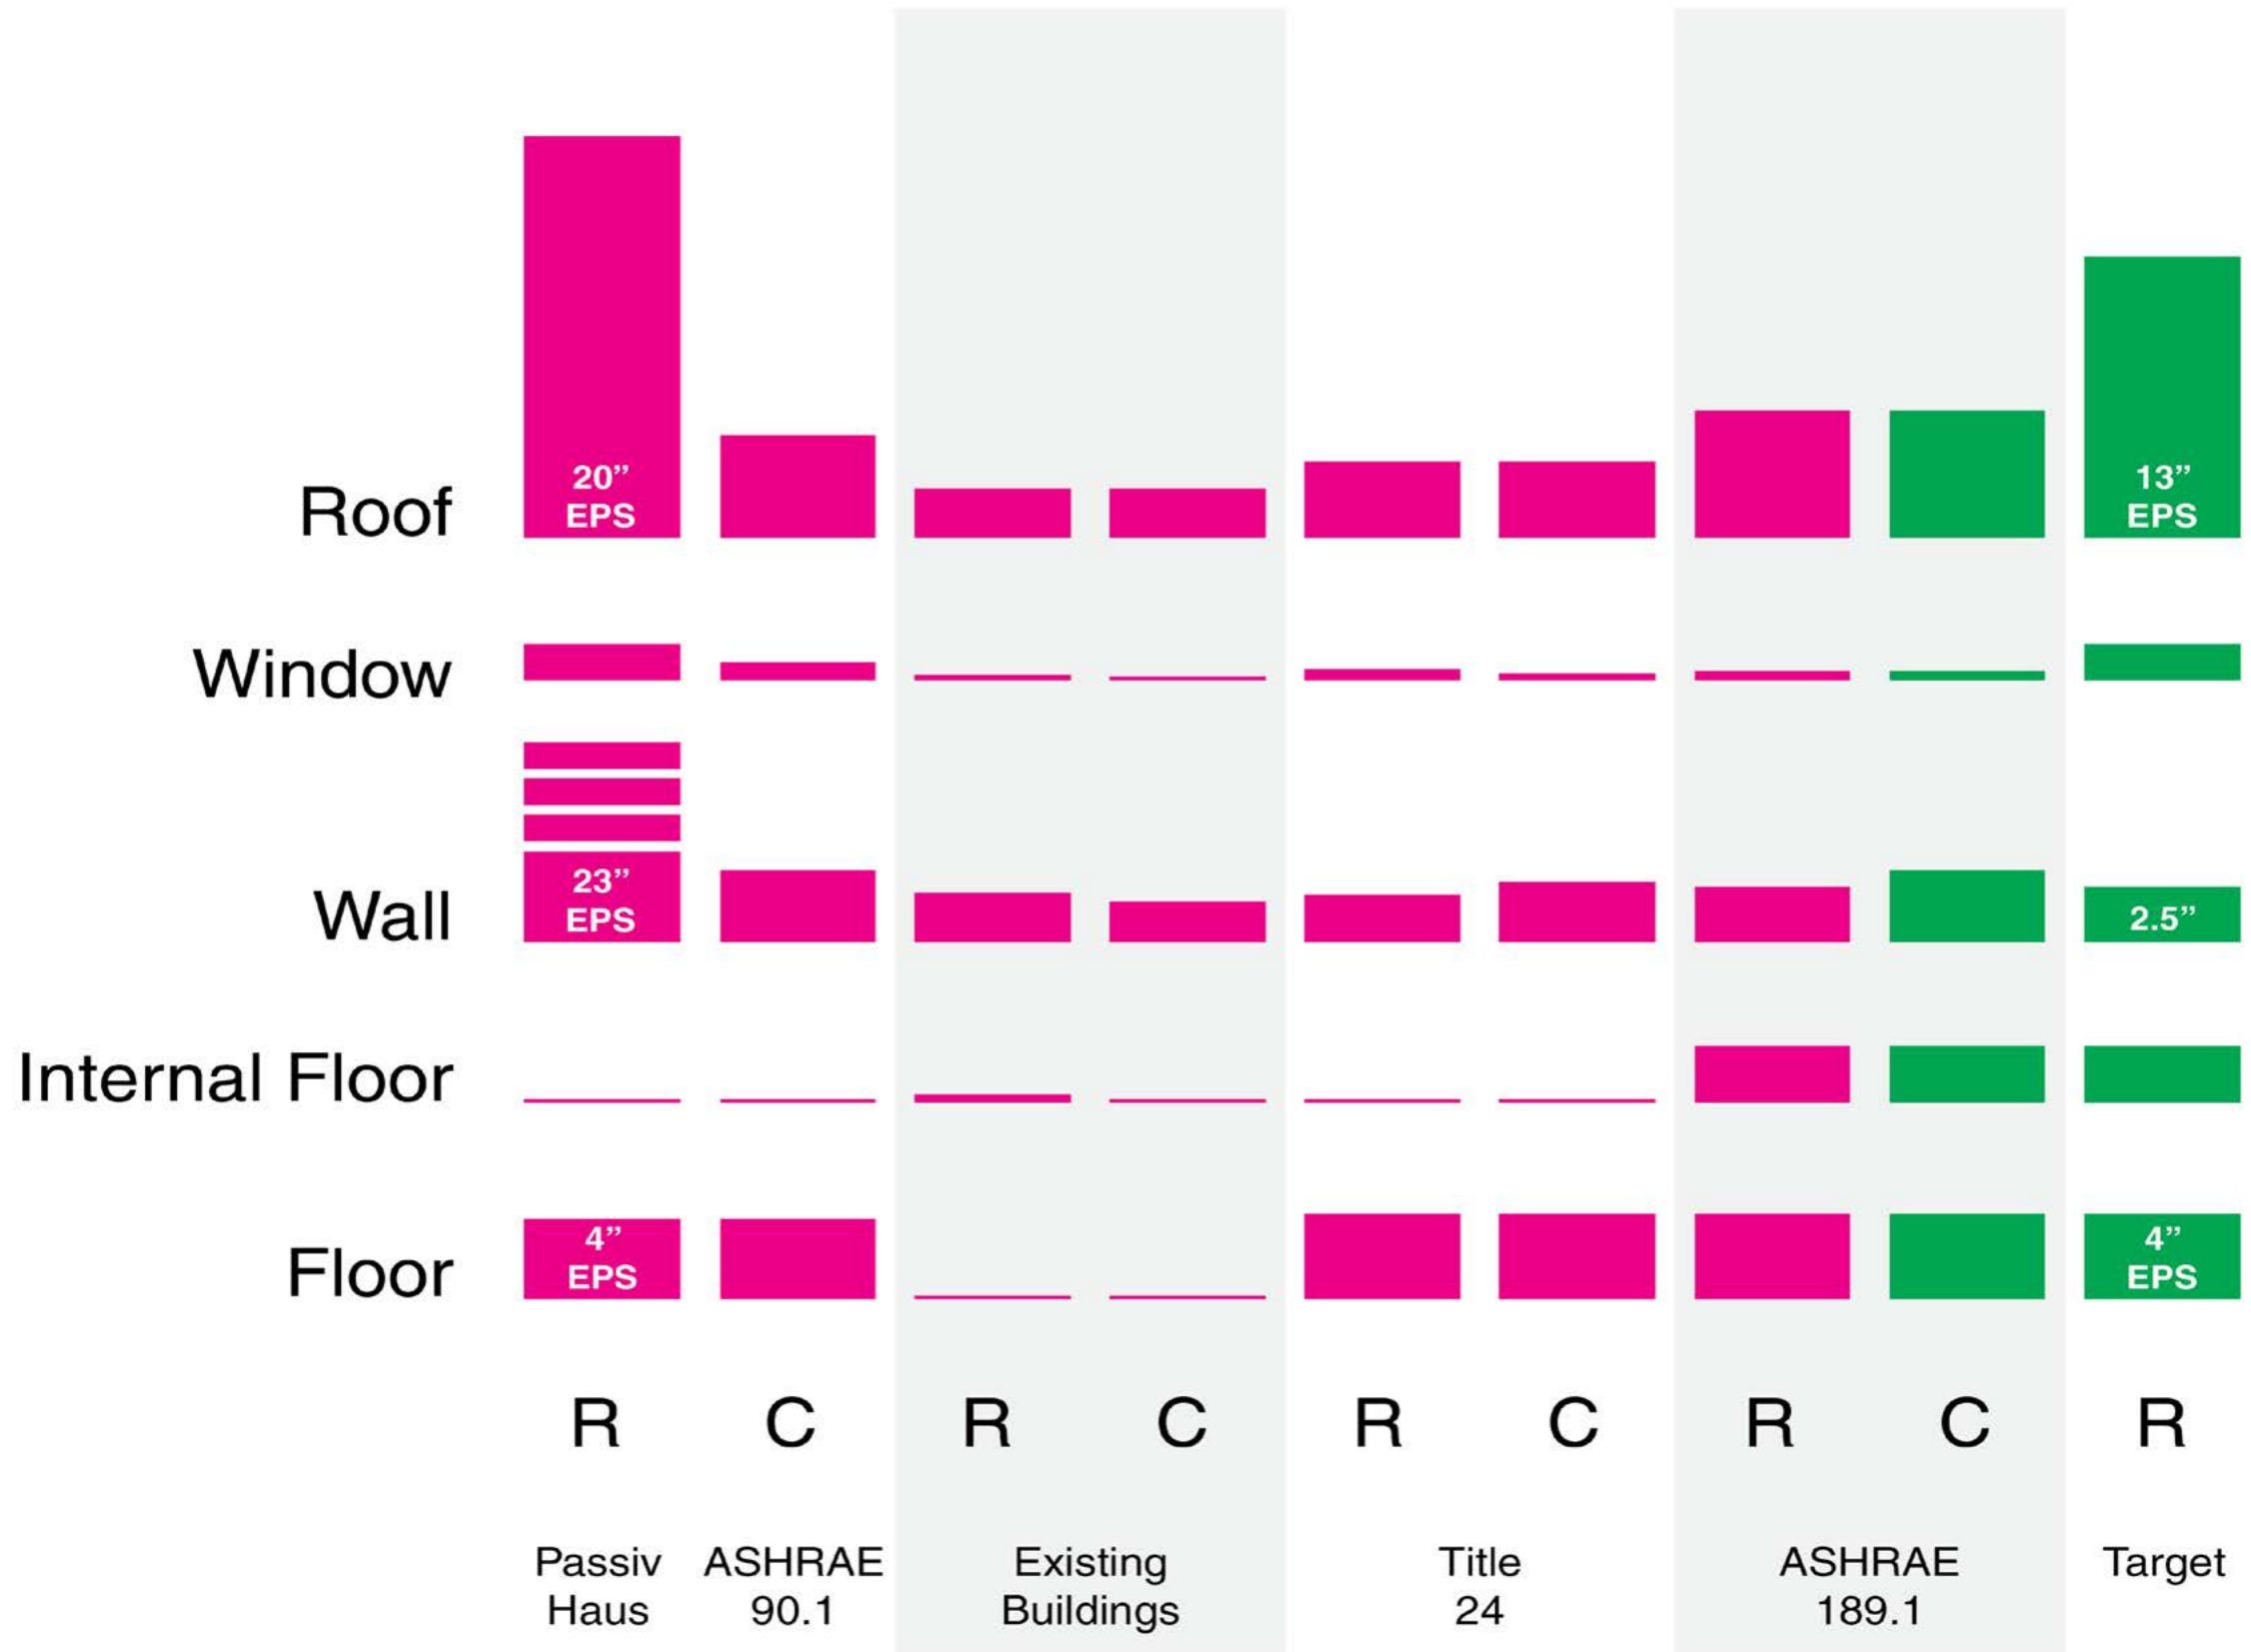 20”
EPS
13”
EPS
Roof
Window
23”
EPS
2.5”
Wall
Internal Floor
4”
EPS
4”
EPS
Floor
R C R C R C R C R
Passiv
Haus
ASHRAE
90.1
Existing
Buildings
Title
24
ASHRAE
189.1
Target